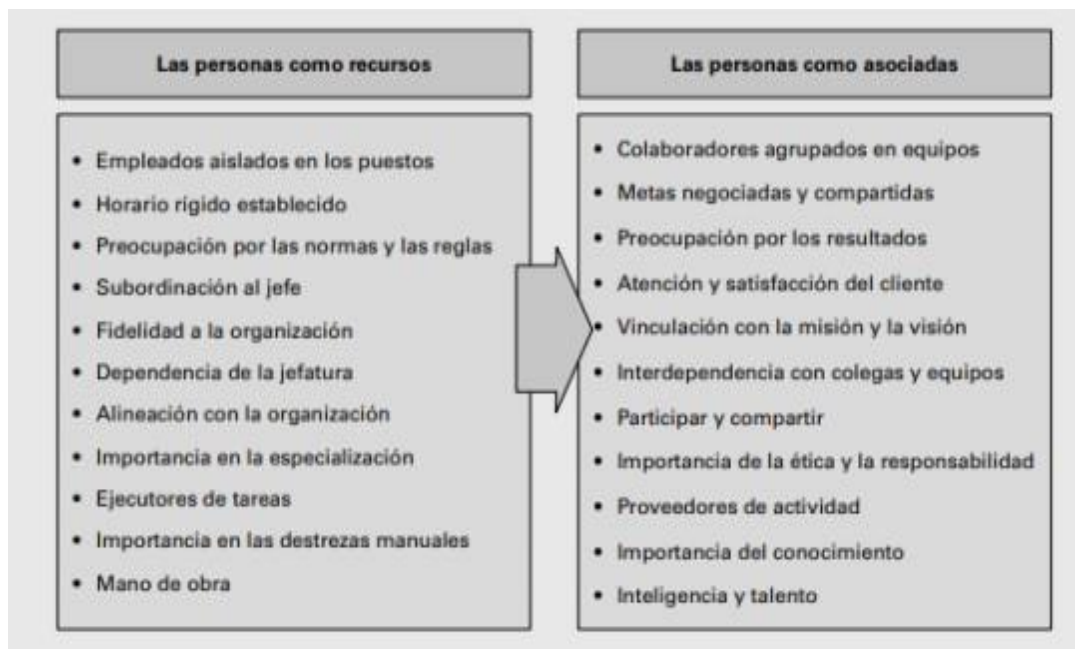 Las personas como recursos
• Empleados aislados en los puestos
• Horario rígido establecido
• Preocupación por las normas y las reglas
• Subordinación al jefe
• Fidelidad a la organización
• Dependencia de la jefatura
• Alineación con la organización
• Importancia en la especialización
• Ejecutores de tareas
• Importancia en las destrezas manuales
• Mano de obra
Las personas como asociadas
• Colaboradores agrupados en equipos
• Metas negociadas y compartidas
• Preocupación por los resultados
• Atención y satisfacción del cliente
• Vinculación con la misión y la visión
• Interdependencia con colegas y equipos
• Participar y compartir
• Importancia de la ética y la responsabilidad
• Proveedores de actividad
• Importancia del conocimiento
• Inteligencia y talento